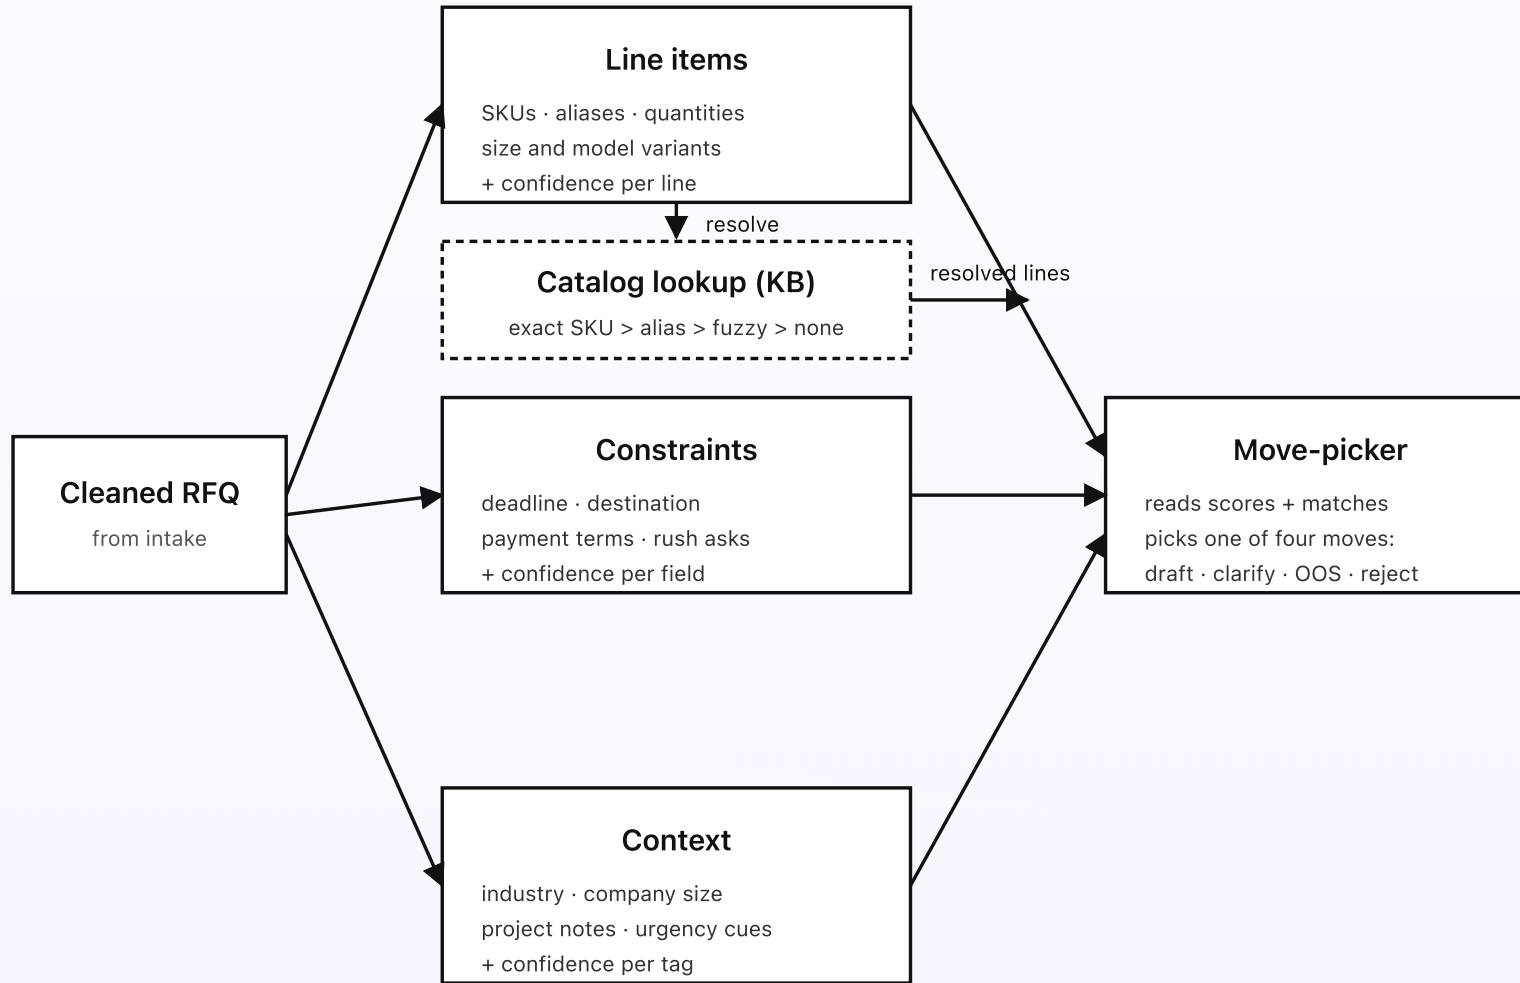 Line items
SKUs · aliases · quantities
size and model variants
+ confidence per line
resolve
Catalog lookup (KB)
exact SKU > alias > fuzzy > none
resolved lines
Cleaned RFQ
from intake
Constraints
deadline · destination
payment terms · rush asks
+ confidence per field
Move-picker
reads scores + matches
picks one of four moves:
draft · clarify · OOS · reject
Context
industry · company size
project notes · urgency cues
+ confidence per tag